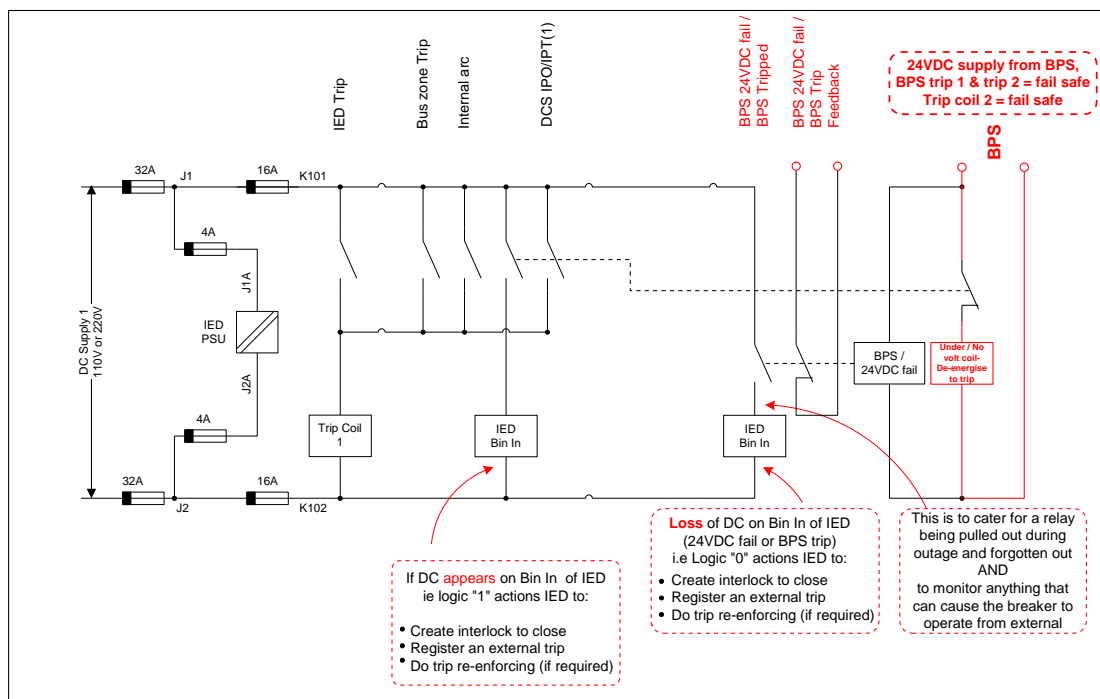 IED Trip
Bus zone Trip
Internal arc
DCS IPO/IPT(1)
BPS 24VDC fail /
BPS Tripped
BPS 24VDC fail /
BPS Trip
Feedback
24VDC supply from BPS,
BPS trip 1 & trip 2 = fail safe
Trip coil 2 = fail safe
BPS
32A
J1
16A
K101
4A
J1A
DC Supply 1
110V or 220V
IED
PSU
J2A
4A
32A
J2
16A
K102
Trip Coil
1
IED
Bin In
IED
Bin In
BPS /
24VDC fail
Under / No
volt coil-
De-energise
to trip
If DC appears on Bin In of IED
ie logic "1" actions IED to:
• Create interlock to close
• Register an external trip
• Do trip re-enforcing (if required)
Loss of DC on Bin In of IED
(24VDC fail or BPS trip)
i.e Logic "0" actions IED to:
• Create interlock to close
• Register an external trip
• Do trip re-enforcing (if required)
This is to cater for a relay
being pulled out during
outage and forgotten out
AND
to monitor anything that
can cause the breaker to
operate from external